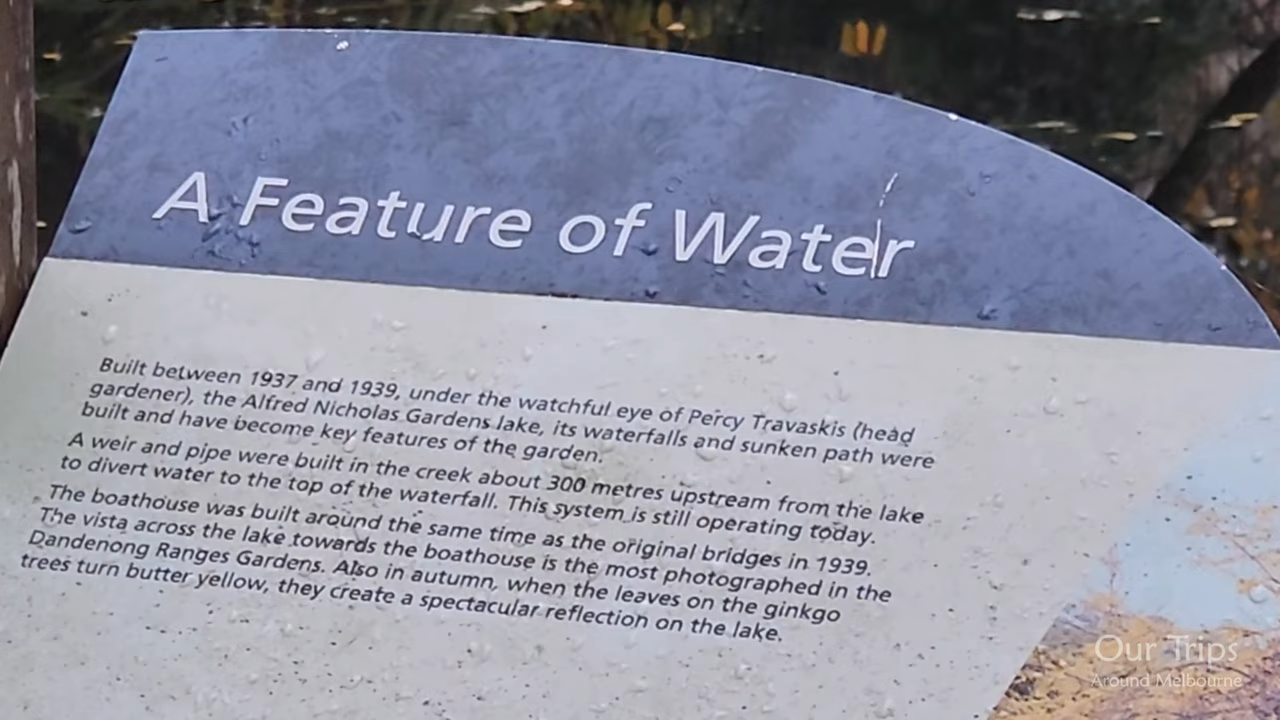 A Feature of Water
Built between 1937 and 1939, under the watchful eye of Percy Travaskis (head
gardener), the Alfred Nicholas Gardens lake, its waterfalls and sunken path were
built and have become key features of the garden.
A weir and pipe were built in the creek about 300 metres upstream from the lake
to divert water to the top of the waterfall. This system is still operating today.
The boathouse was built around the same time as the original bridges in 1939.
The vista across the lake towards the boathouse is the most photographed in the
Dandenong Ranges Gardens. Also in autumn, when the leaves on the ginkgo
trees turn butter yellow, they create a spectacular reflection on the lake.
Our Trips
Around Melbourne